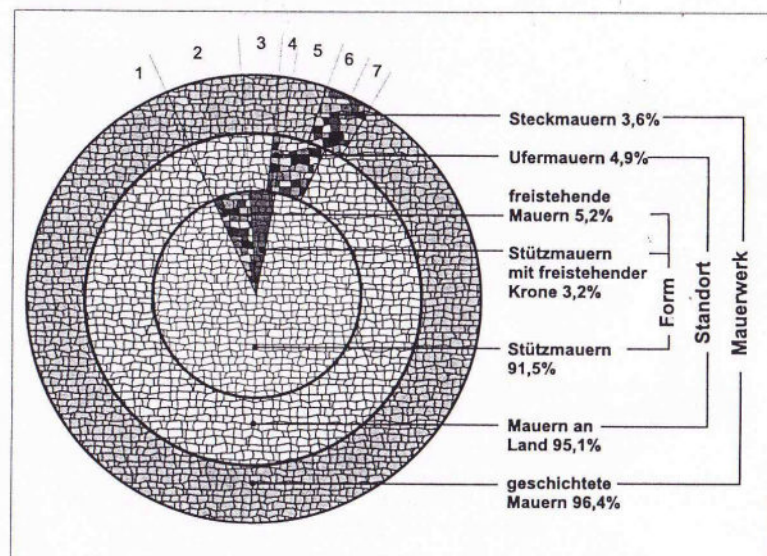 1 2 3 4 5 6 7
Steckmauern 3,6%
Ufermauern 4,9%
freistehende
Mauern 5,2%
Stützmauern
mit freistehender
Krone 3,2%
Stützmauern
91,5%
Mauern an
Land 95,1%
geschichtete
Mauern 96,4%
Form
Standort
Mauerwerk